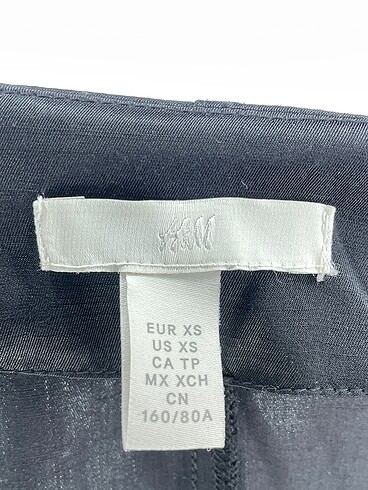 H&M
EUR XS
US XS
CA TP
MX XCH
CN
160/80A